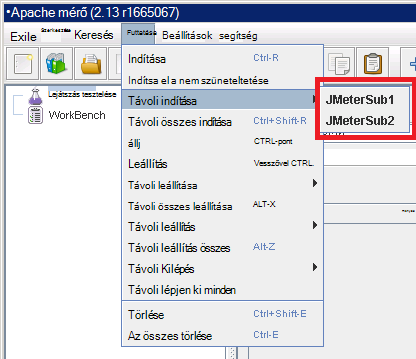 •Apache mérő (2.13 r1665067)
Exile Szerkesztése Keresés Futtatése Beállítások segítség
Indítása Ctrl-R
Indítsa el a nem szüneteltetése
Távoli indítása
Távoli összes indítása Ctrl+Shift-R
állj CTRL-pont
Leállítás Vesszővel CTRL.
Távoli leállítása
Távoli összes leállítása ALT-X
Távoli leállítás
Távoli leállítás összes Alt-Z
Távoli Kilépés
Távoli lépjen ki minden
Törlése Ctrl+Shift-E
Az összes törlése Ctrl-E
JMeterSub1
JMeterSub2
Lejátszás tesztelése
WorkBench